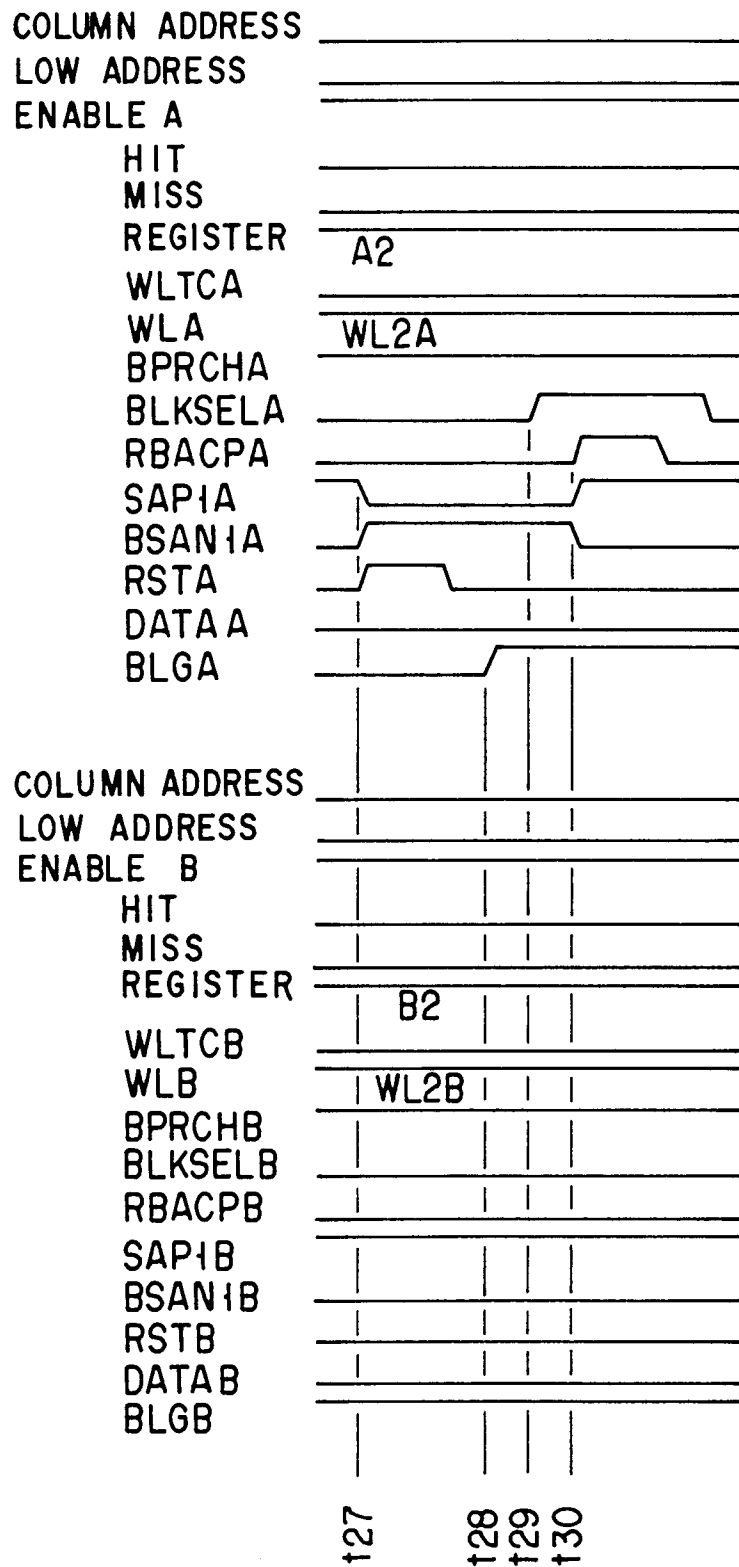 COLUMN ADDRESS
LOW ADDRESS
ENABLE A
HIT
MISS
REGISTER
A2
WLTCA
WLA
WL2A
BPRCHA
BLKSELA
RBACPA
SAP1A
BSAN1A
RSTA
DATAA
BLGA
COLUMN ADDRESS
LOW ADDRESS
ENABLE B
HIT
MISS
REGISTER
B2
WLTCB
WLB
WL2B
BPRCHB
BLKSELB
RBACPB
SAP1B
BSAN1B
RSTB
DATAB
BLGB
t27
t28
t29
t30